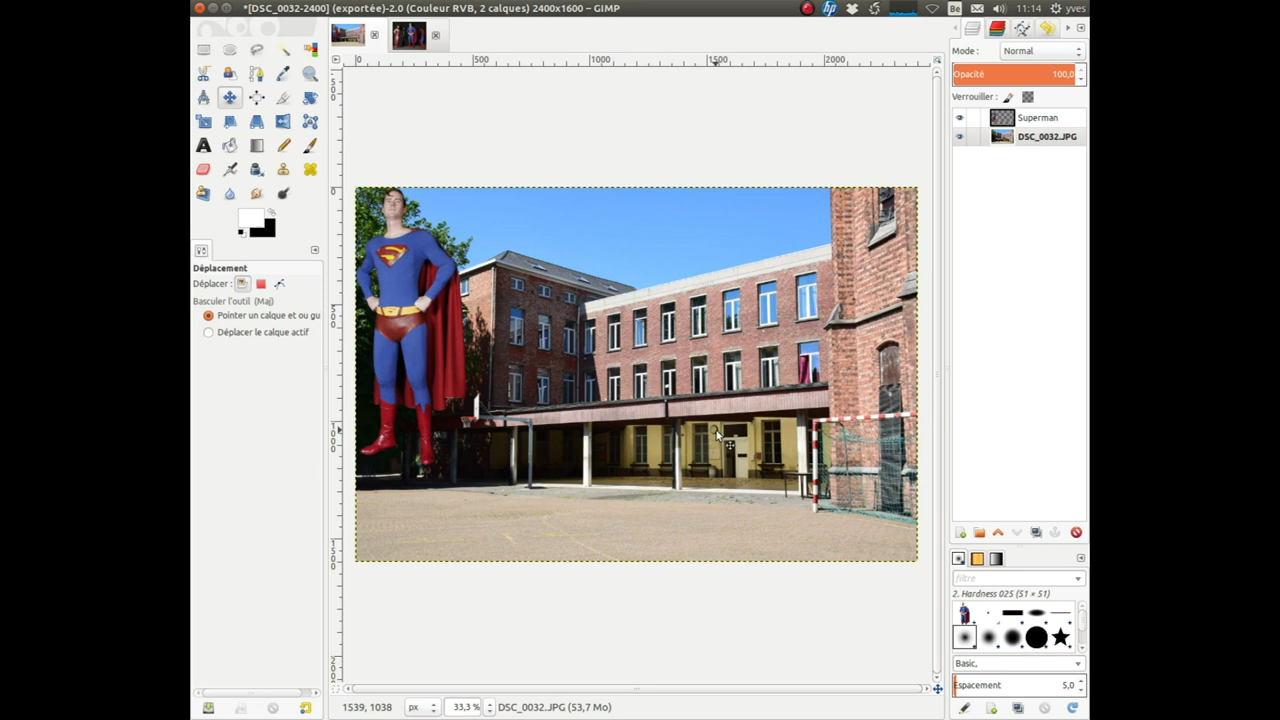 *[DSC_0032-2400] (exportée)-2.0 (Couleur RVB, 2 calques) 2400x1600 – GIMP
Be
11:14
yves
0
500
1000
1500
2000
Mode :
Normal
Opacité
100,0
Verrouiller :
Superman
DSC_0032.JPG
Déplacement
Déplacer :
Basculer l'outil (Maj)
Pointer un calque et ou gu
Déplacer le calque actif
filtre
2. Hardness 025 (51 × 51)
Basic,
Espacement
5,0
1539, 1038
px
33,3 %
DSC_0032.JPG (53,7 Mo)